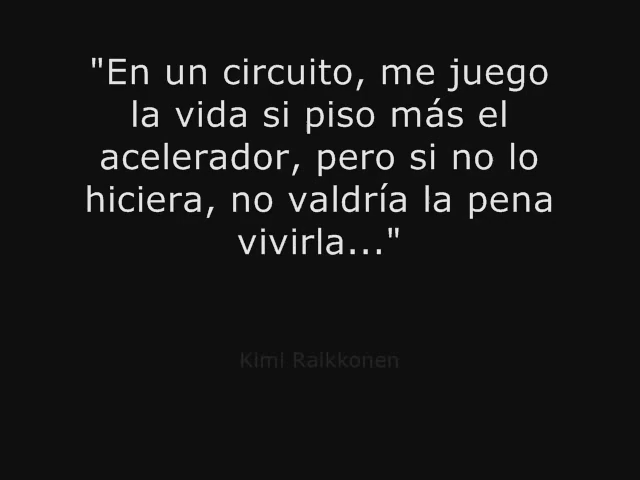 "En un circuito, me juego
la vida si piso más el
acelerador, pero si no lo
hiciera, no valdría la pena
vivirla..."
Kimi Raikkonen